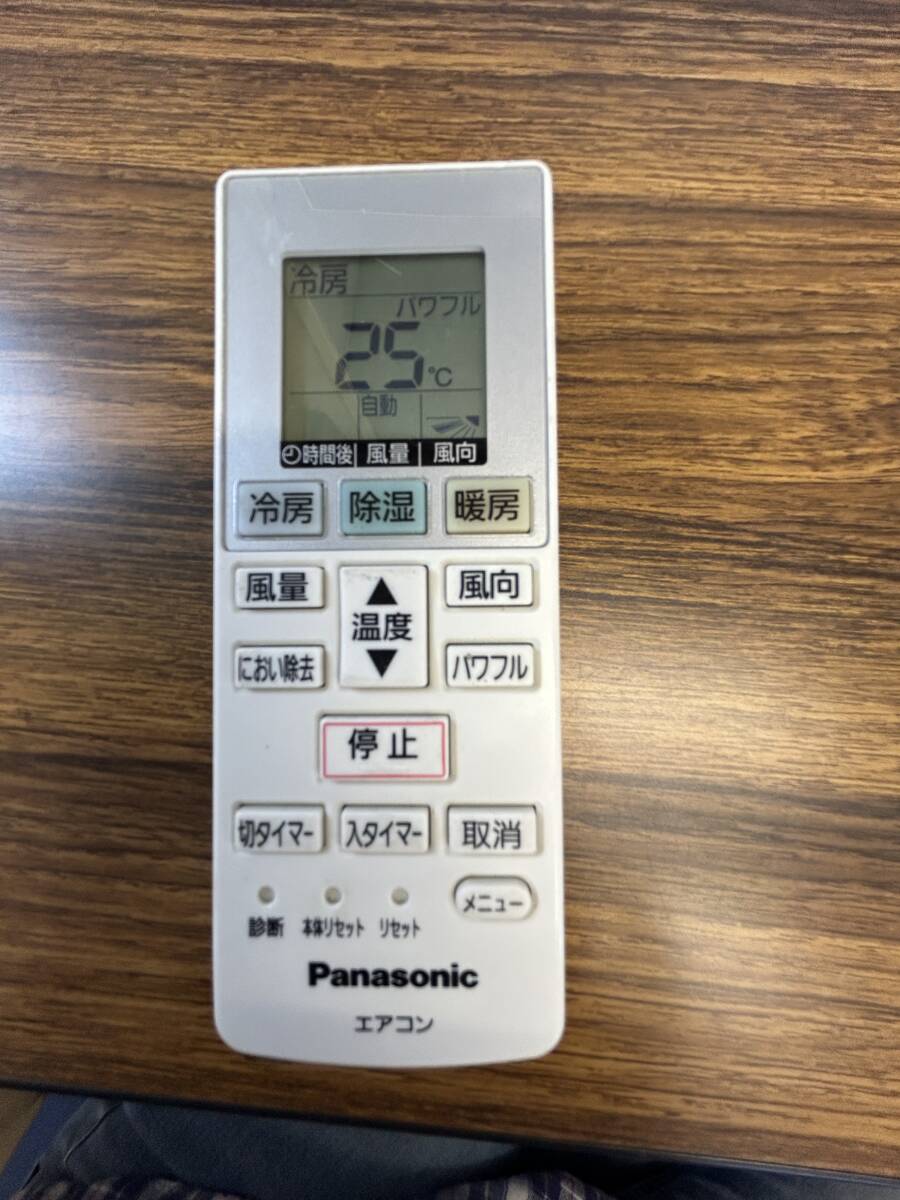 冷房
パワフル
25℃
自動
時間後 風量 風向
冷房 除湿 暖房
風量 ▲ 温度 ▼ 風向
におい除去 パワフル
停止
切タイマー 入タイマー 取消
メニュー
診断 本体リセット リセット
Panasonic
エアコン